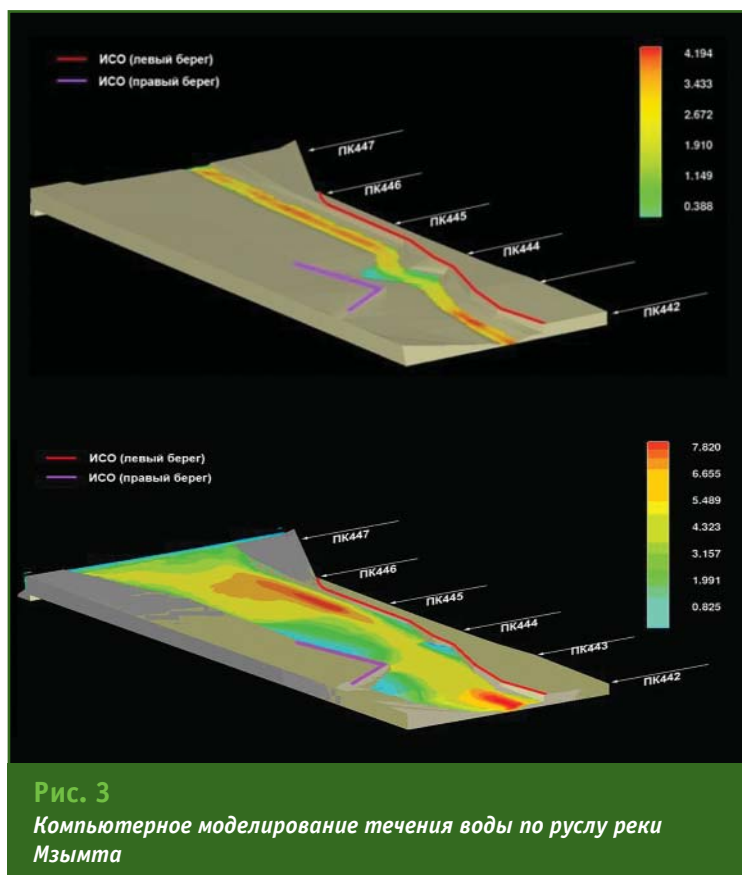 ИСО (левый берег)
ИСО (правый берег)
4.194
3.433
2.672
1.910
1.149
0.388
ПК447
ПК446
ПК445
ПК444
ПК442
ИСО (левый берег)
ИСО (правый берег)
7.820
6.655
5.489
4.323
3.157
1.991
0.825
ПК447
ПК446
ПК445
ПК444
ПК443
ПК442
Рис. 3
Компьютерное моделирование течения воды по руслу реки
Мзымта